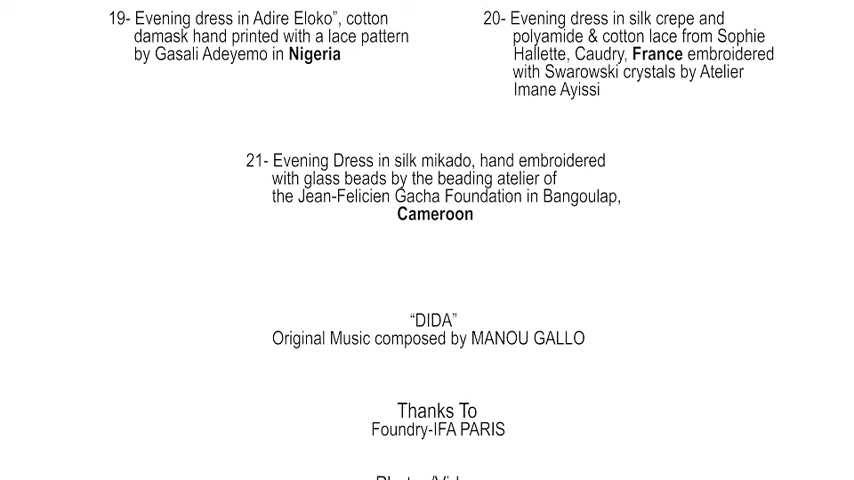 19- Evening dress in Adire Eloko”, cotton
damask hand printed with a lace pattern
by Gasali Adeyemo in Nigeria
20- Evening dress in silk crepe and
polyamide & cotton lace from Sophie
Hallette, Caudry, France embroidered
with Swarowski crystals by Atelier
Imane Ayissi
21- Evening Dress in silk mikado, hand embroidered
with glass beads by the beading atelier of
the Jean-Felicien Gacha Foundation in Bangoulap,
Cameroon
“DIDA”
Original Music composed by MANOU GALLO
Thanks To
Foundry-IFA PARIS